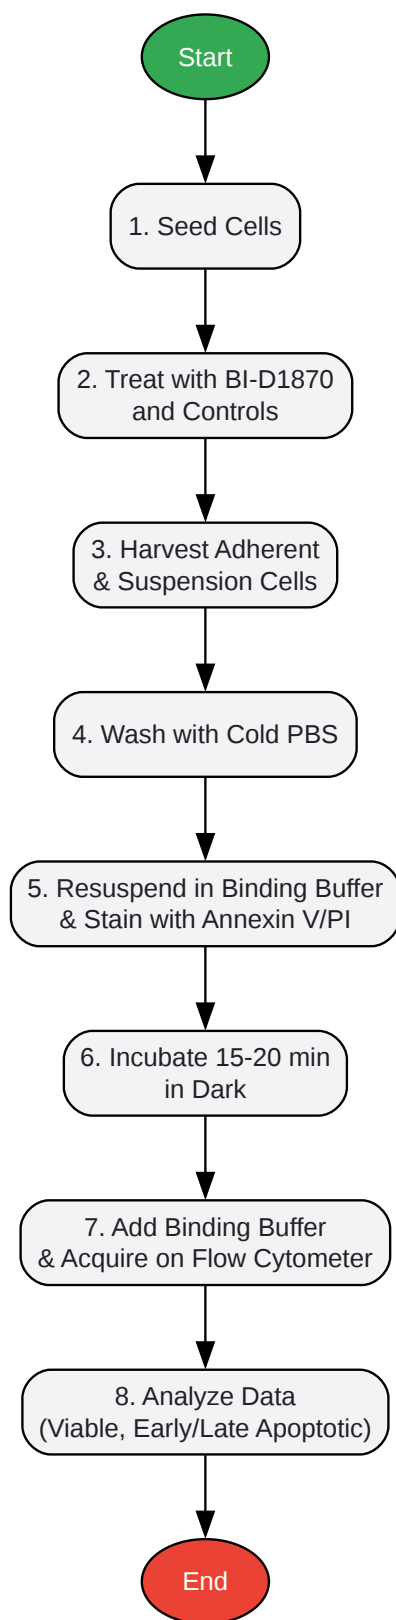 Start
1. Seed Cells
2. Treat with BI-D1870
and Controls
3. Harvest Adherent
& Suspension Cells
4. Wash with Cold PBS
5. Resuspend in Binding Buffer
& Stain with Annexin V/PI
6. Incubate 15-20 min
in Dark
7. Add Binding Buffer
& Acquire on Flow Cytometer
8. Analyze Data
(Viable, Early/Late Apoptotic)
End